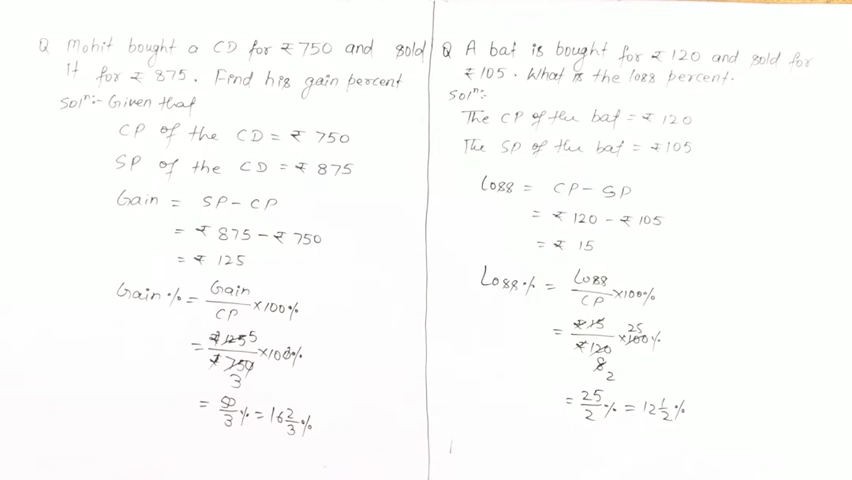 Q Mohit bought a CD for ₹750 and sold
it for ₹ 875. Find his gain percent
Solⁿ:- Given that
CP of the CD = ₹ 750
SP of the CD = ₹ 875
Gain = SP - CP
= ₹ 875 - ₹ 750
= ₹ 125
Gain % = Gain/CP × 100%
= ₹125 5/₹750 3 × 100%
= 50/3 % = 16 2/3 %
Q A bat is bought for ₹120 and sold for
₹105. What is the loss percent.
Solⁿ:-
The CP of the bat = ₹ 120
The SP of the bat = ₹105
Loss = CP - SP
= ₹ 120 - ₹ 105
= ₹ 15
Loss % = Loss/CP × 100%
= ₹15/₹120 8 2 × 100 25 %
= 25/2 % = 12 1/2 %